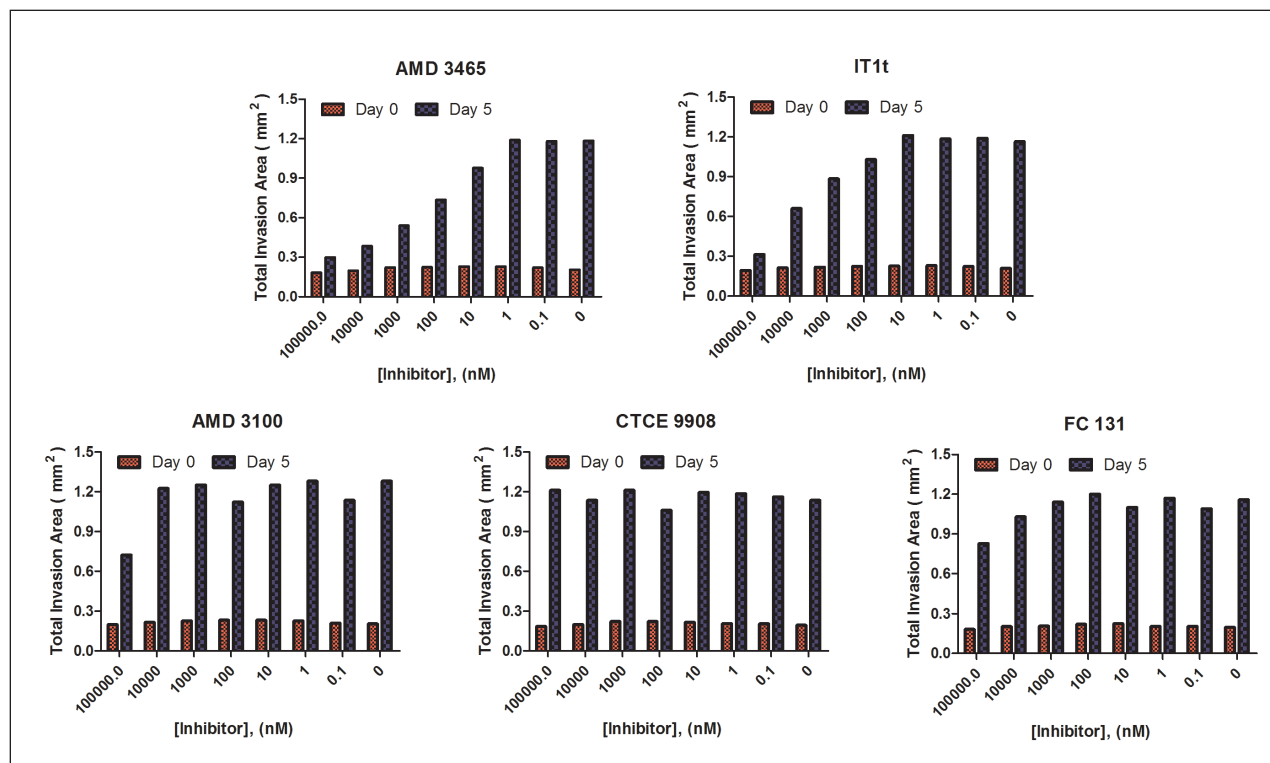 AMD 3465
Day 0 Day 5
Total Invasion Area ( mm² )
1.5
1.2
0.9
0.6
0.3
0.0
100000.0 10000 1000 100 10 1 0.1 0
[Inhibitor], (nM)
IT1t
Day 0 Day 5
Total Invasion Area ( mm² )
1.5
1.2
0.9
0.6
0.3
0.0
100000.0 10000 1000 100 10 1 0.1 0
[Inhibitor], (nM)
AMD 3100
Day 0 Day 5
Total Invasion Area ( mm² )
1.5
1.2
0.9
0.6
0.3
0.0
100000.0 10000 1000 100 10 1 0.1 0
[Inhibitor], (nM)
CTCE 9908
Day 0 Day 5
Total Invasion Area ( mm² )
1.5
1.2
0.9
0.6
0.3
0.0
100000.0 10000 1000 100 10 1 0.1 0
[Inhibitor], (nM)
FC 131
Day 0 Day 5
Total Invasion Area ( mm² )
1.5
1.2
0.9
0.6
0.3
0.0
100000.0 10000 1000 100 10 1 0.1 0
[Inhibitor], (nM)